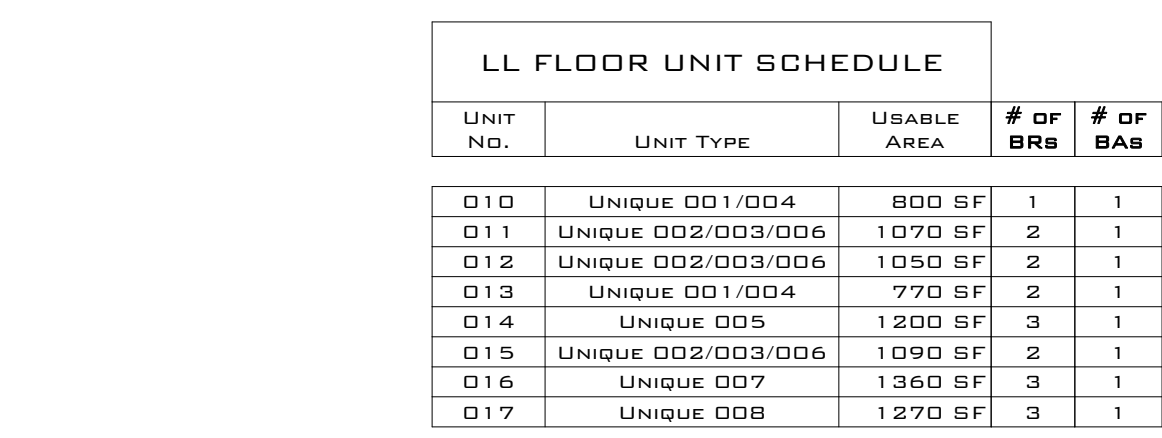 LL FLOOR UNIT SCHEDULE
UNIT NO. UNIT TYPE USABLE AREA # OF BRs # OF BAs
010 UNIQUE 001/004 800 SF 1 1
011 UNIQUE 002/003/006 1070 SF 2 1
012 UNIQUE 002/003/006 1050 SF 2 1
013 UNIQUE 001/004 770 SF 2 1
014 UNIQUE 005 1200 SF 3 1
015 UNIQUE 002/003/006 1090 SF 2 1
016 UNIQUE 007 1360 SF 3 1
017 UNIQUE 008 1270 SF 3 1